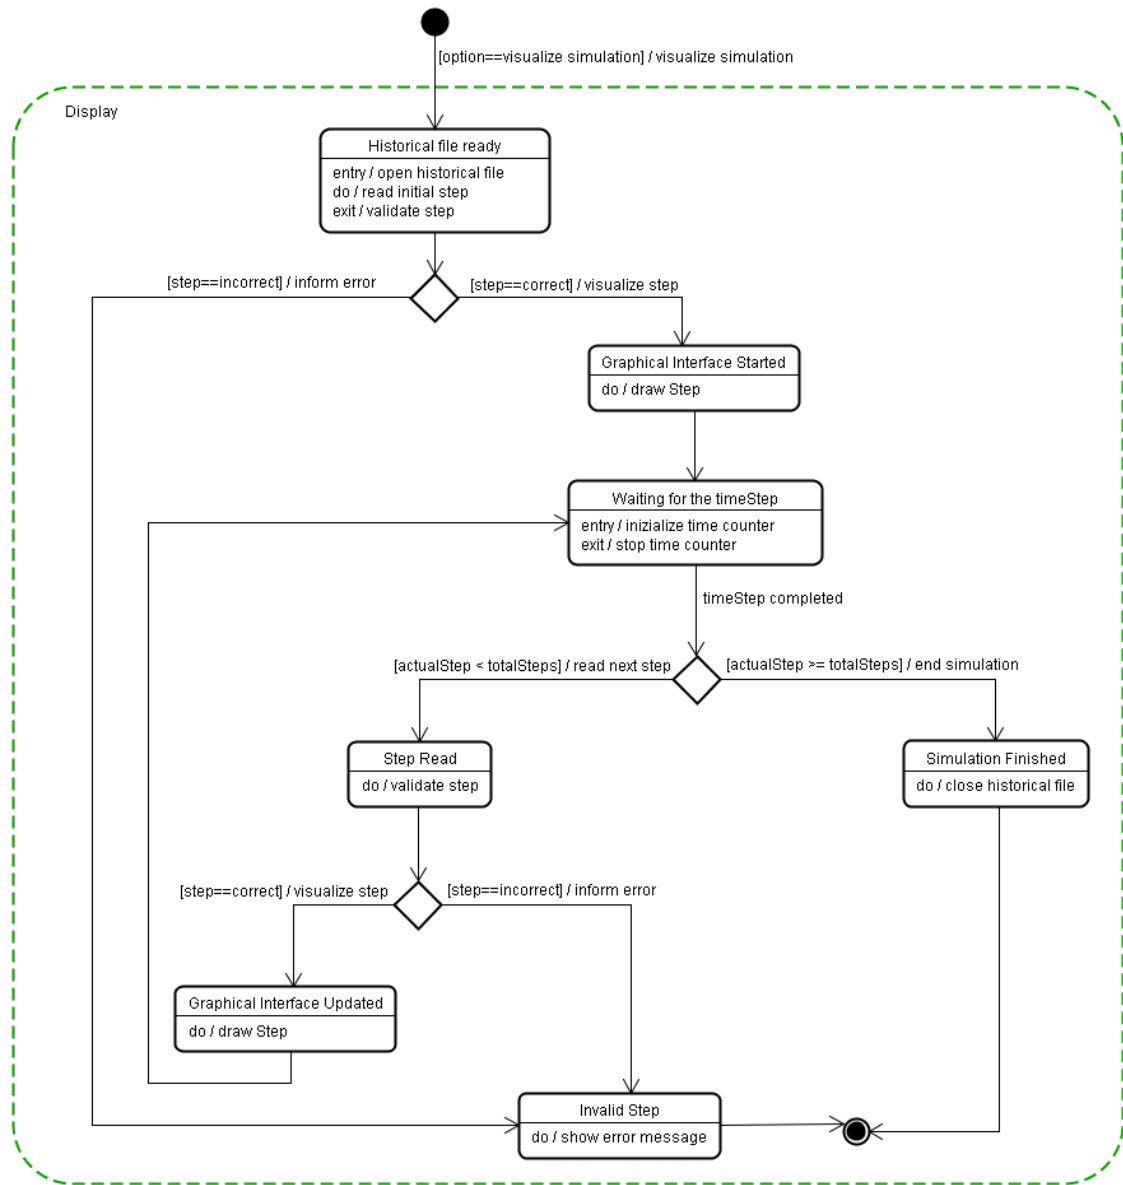 [option==visualize simulation] / visualize simulation
Display
Historical file ready
entry / open historical file
do / read initial step
exit / validate step
[step==incorrect] / inform error
[step==correct] / visualize step
Graphical Interface Started
do / draw Step
Waiting for the timeStep
entry / inizialize time counter
exit / stop time counter
timeStep completed
[actualStep < totalSteps] / read next step
[actualStep >= totalSteps] / end simulation
Step Read
do / validate step
Simulation Finished
do / close historical file
[step==correct] / visualize step
[step==incorrect] / inform error
Graphical Interface Updated
do / draw Step
Invalid Step
do / show error message